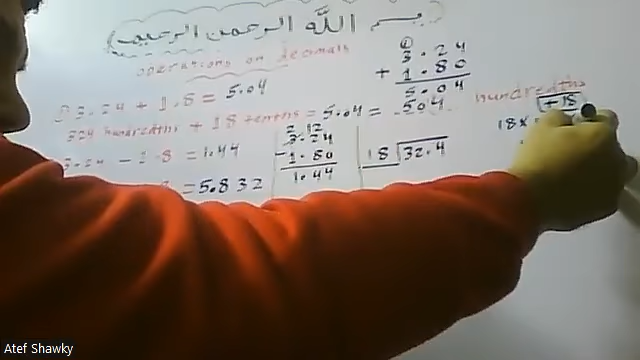 بسم الله الرحمن الرحيم
operations on decimals
3.24 + 1.8 = 5.04
324 hundredths + 18 tenths = 5.04 = 504 hundredths
3.24 - 1.8 = 1.44
= 5.832
3.24
+ 1.80
5.04
2 12
3.24
- 1.80
1.44
18 32.4
÷ 18
18 ×
Atef Shawky